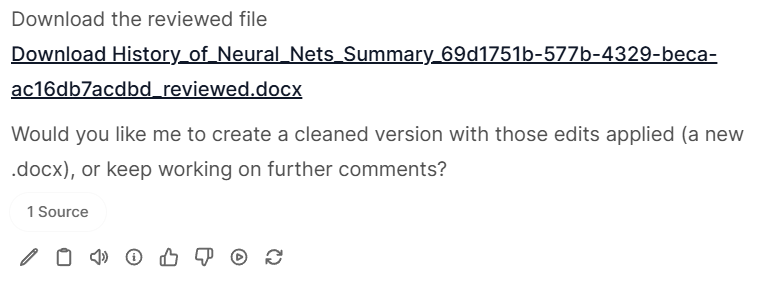 Download the reviewed file
Download History_of_Neural_Nets_Summary_69d1751b-577b-4329-beca-
ac16db7acdbd_reviewed.docx
Would you like me to create a cleaned version with those edits applied (a new
.docx), or keep working on further comments?
1 Source